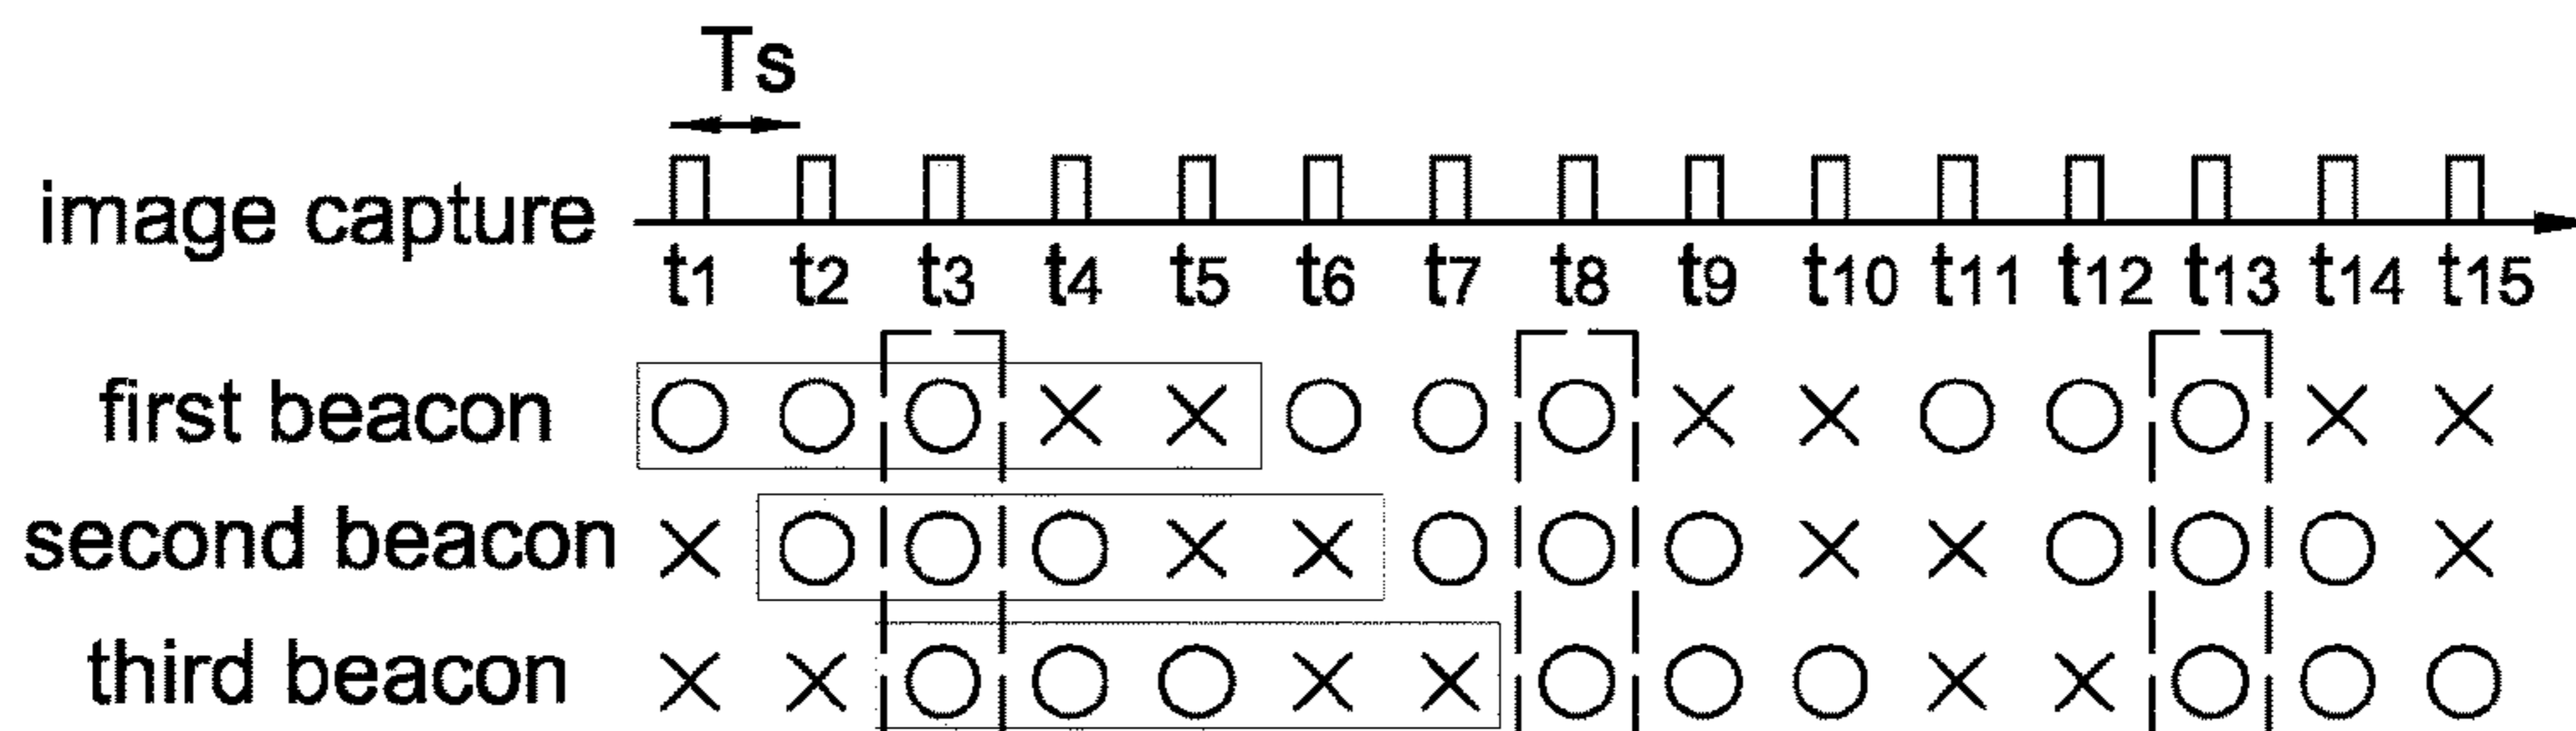 Ts
image capture
t1 t2 t3 t4 t5 t6 t7 t8 t9 t10 t11 t12 t13 t14 t15
first beacon
second beacon
third beacon